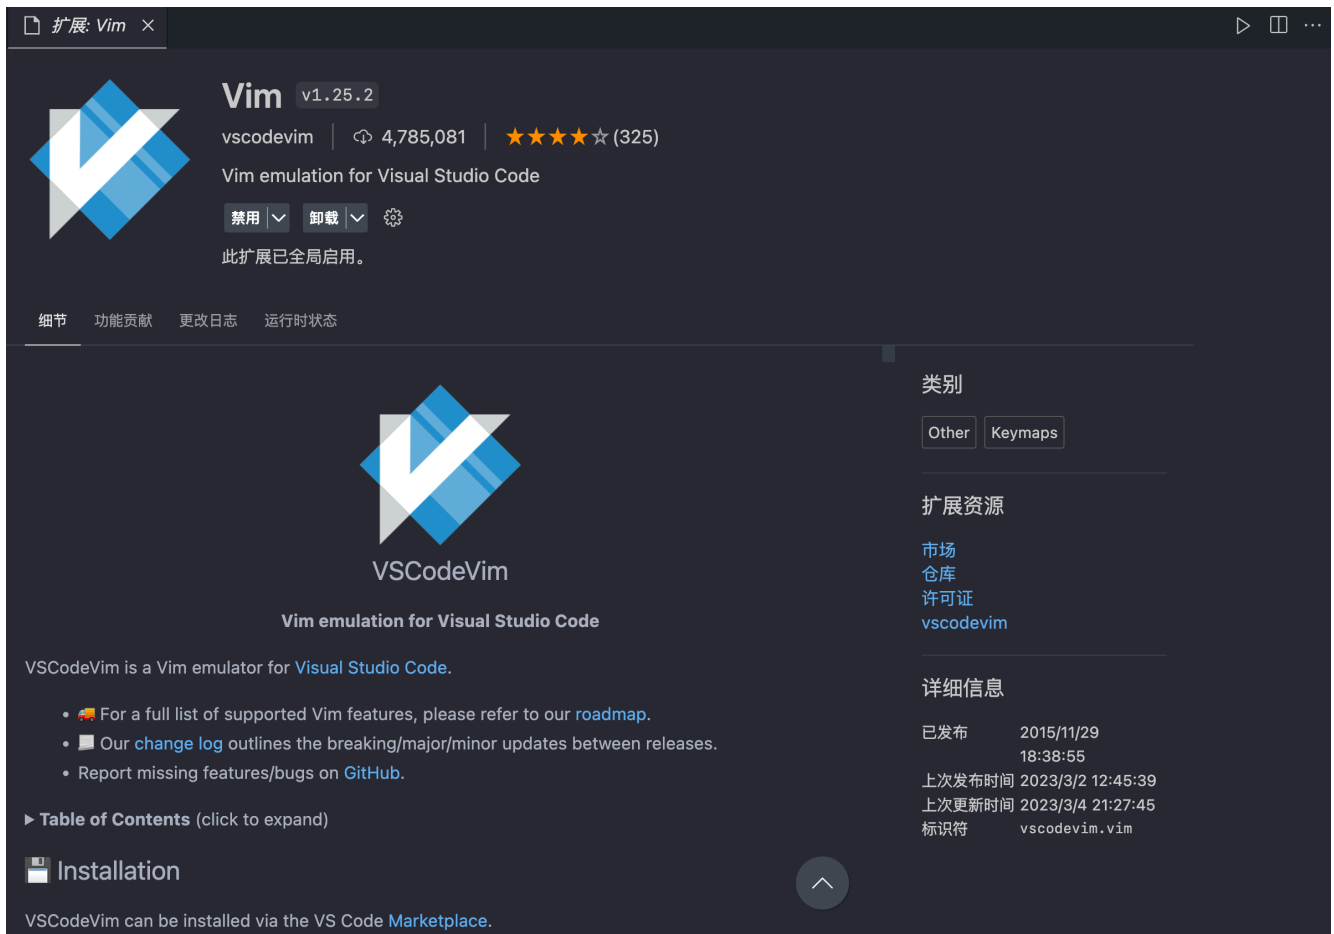 扩展: Vim
Vim v1.25.2
vscodevim 4,785,081 (325)
Vim emulation for Visual Studio Code
禁用 卸载
此扩展已全局启用。
细节 功能贡献 更改日志 运行时状态
VSCodeVim
Vim emulation for Visual Studio Code
VSCodeVim is a Vim emulator for Visual Studio Code.
• 🚚 For a full list of supported Vim features, please refer to our roadmap.
• 📃 Our change log outlines the breaking/major/minor updates between releases.
• Report missing features/bugs on GitHub.
Table of Contents (click to expand)
💾 Installation
VSCodeVim can be installed via the VS Code Marketplace.
类别
Other Keymaps
扩展资源
市场
仓库
许可证
vscodevim
详细信息
已发布 2015/11/29
18:38:55
上次发布时间 2023/3/2 12:45:39
上次更新时间 2023/3/4 21:27:45
标识符 vscodevim.vim